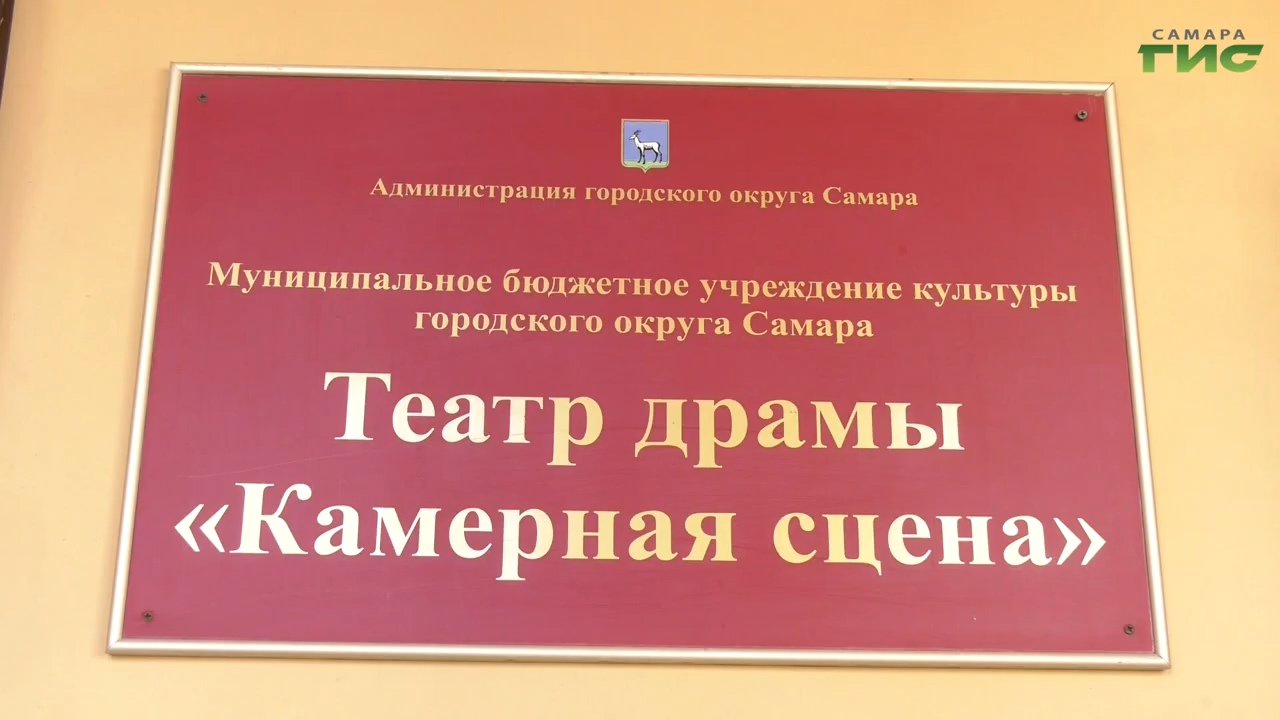 САМАРА
ГИС
Администрация городского округа Самара
Муниципальное бюджетное учреждение культуры
городского округа Самара
Театр драмы
«Камерная сцена»